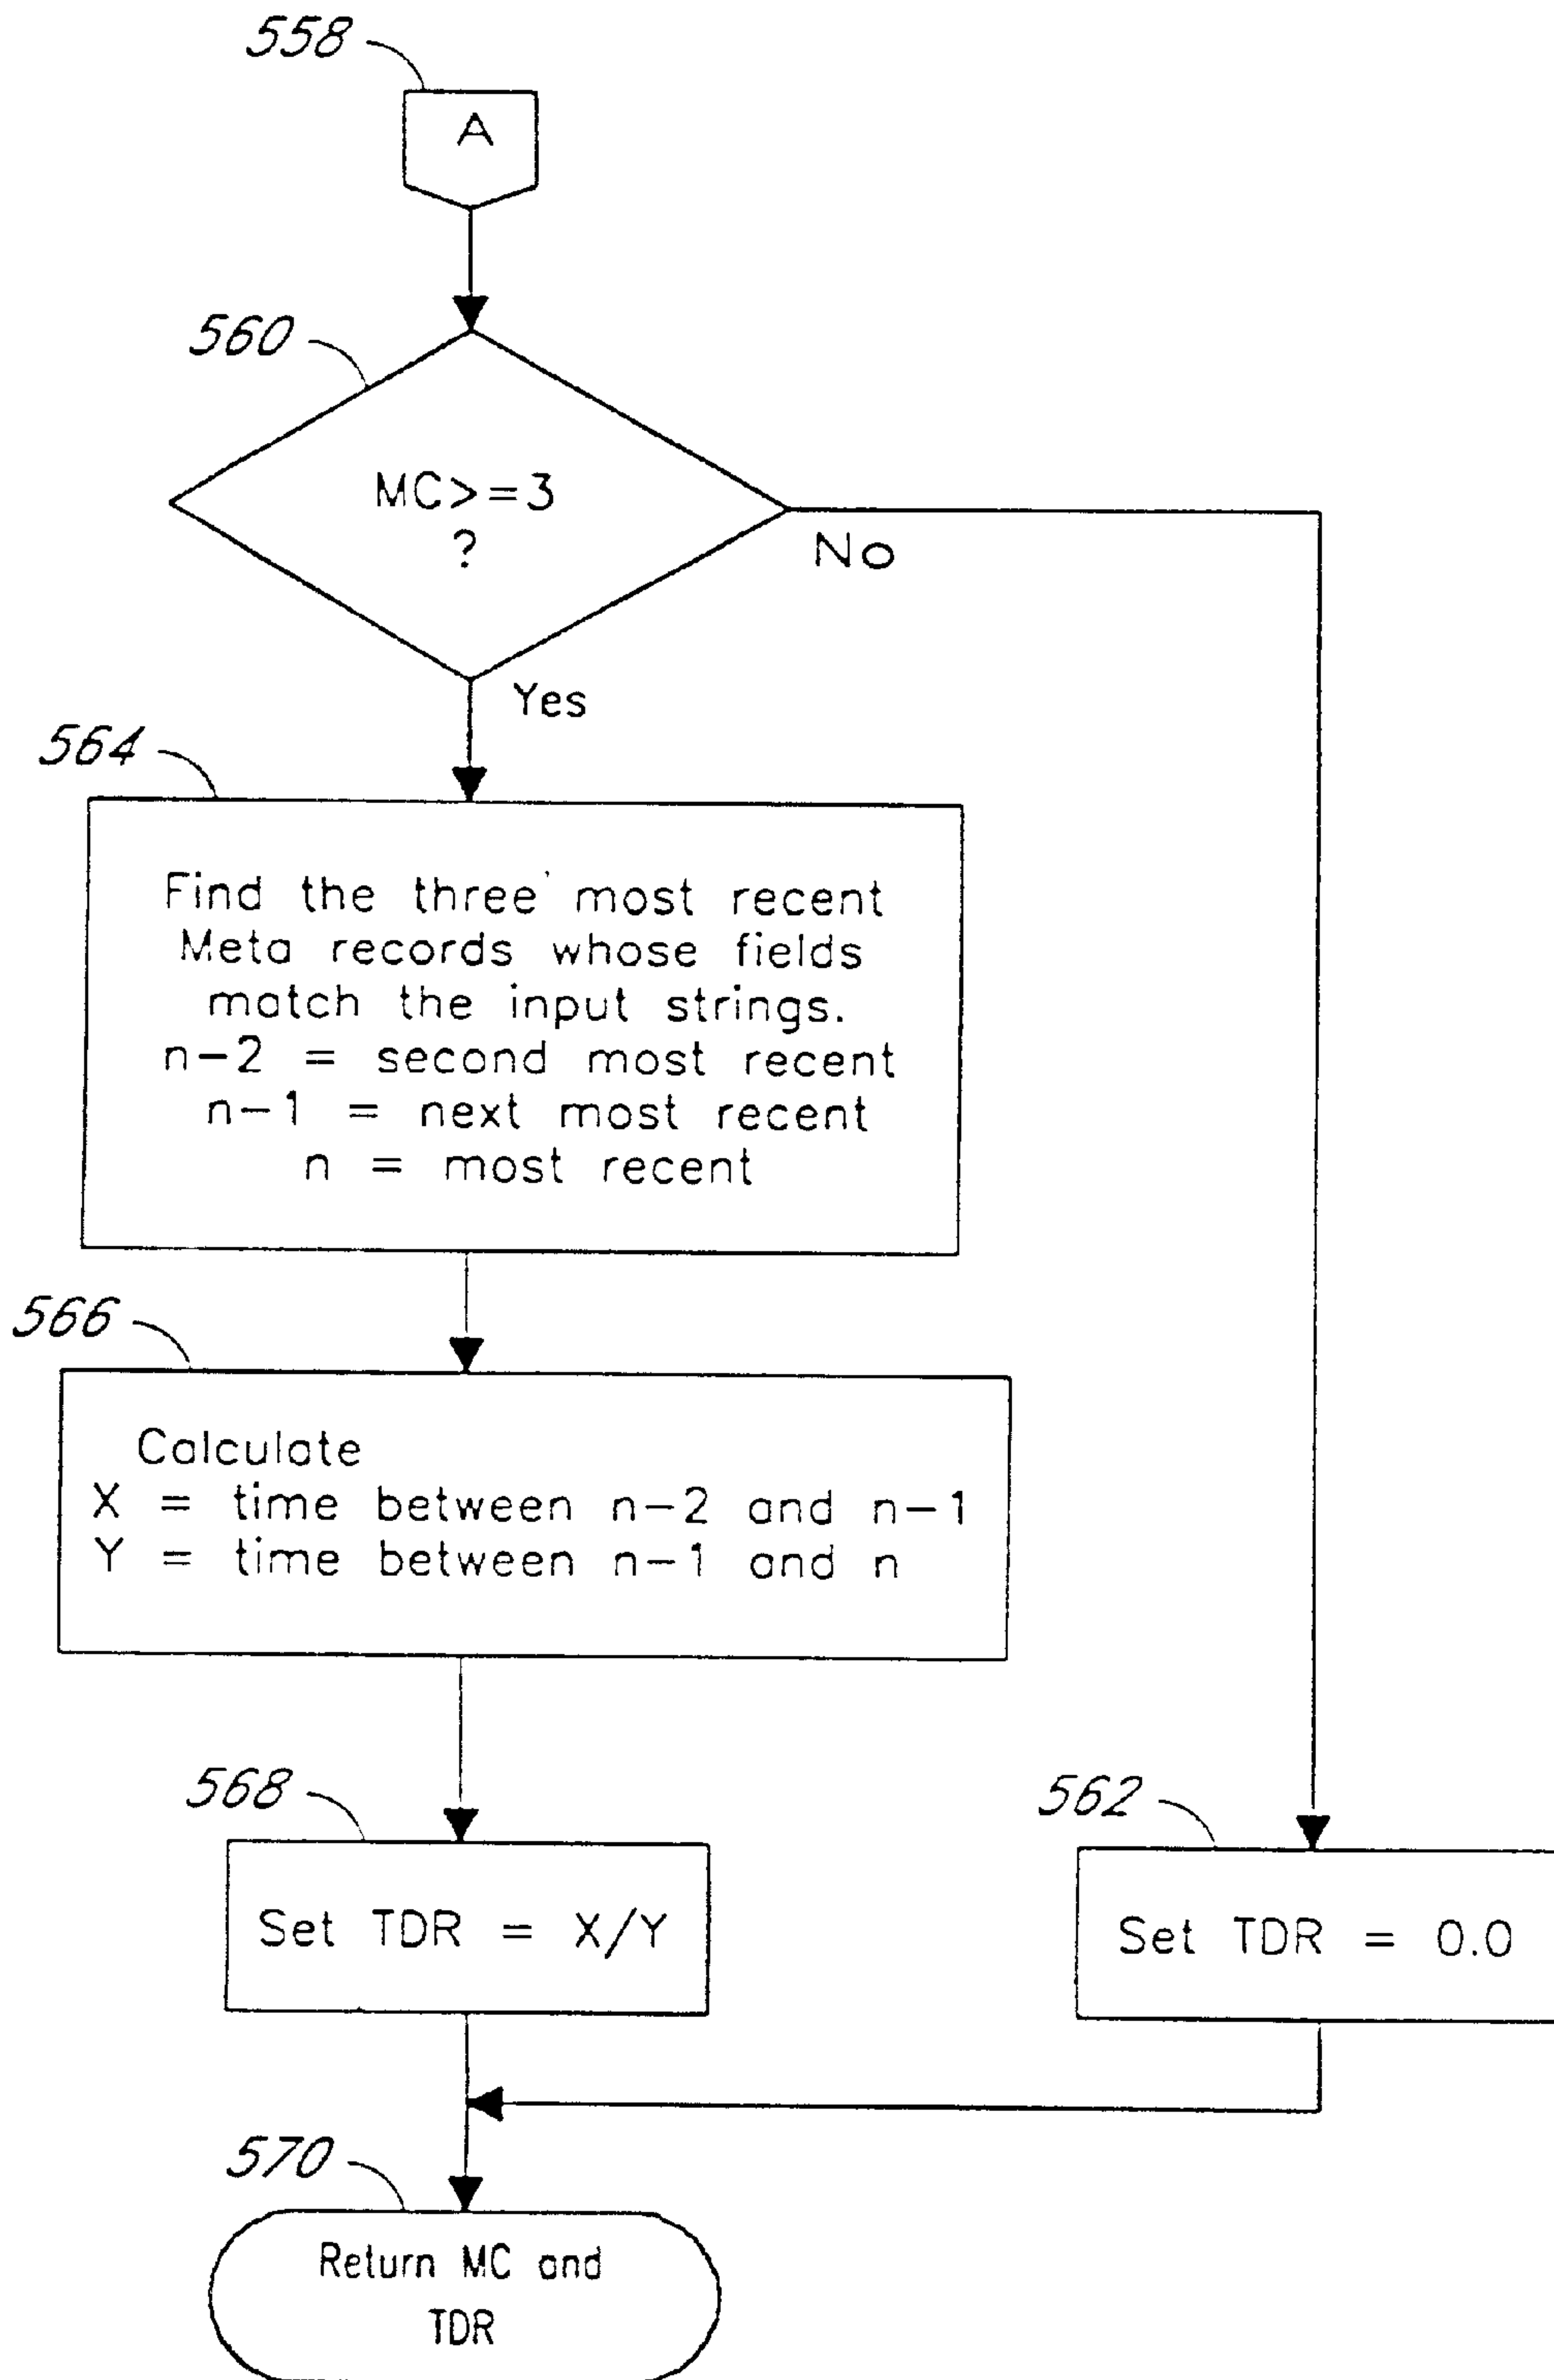 558
A
560
MC>=3
?
No
Yes
564
Find the three most recent
Meta records whose fields
match the input strings.
n-2 = second most recent
n-1 = next most recent
n = most recent
566
Calculate
X = time between n-2 and n-1
Y = time between n-1 and n
568
Set TDR = X/Y
562
Set TDR = 0.0
570
Return MC and
TDR